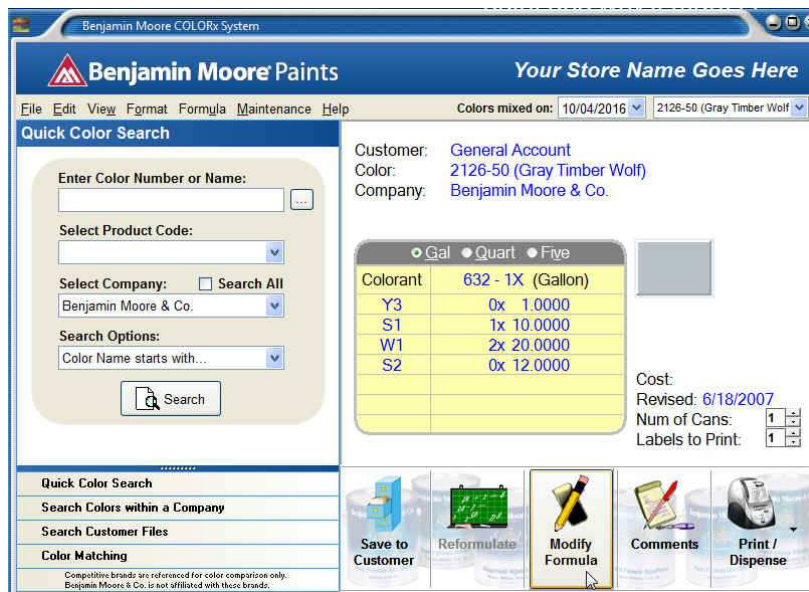 Benjamin Moore COLORx System
Benjamin Moore Paints
Your Store Name Goes Here
File Edit View Format Formula Maintenance Help
Colors mixed on: 10/04/2016 2126-50 (Gray Timber Wolf
Quick Color Search
Enter Color Number or Name:
...
Select Product Code:
Select Company: Search All
Benjamin Moore & Co.
Search Options:
Color Name starts with...
Search
Customer: General Account
Color: 2126-50 (Gray Timber Wolf)
Company: Benjamin Moore & Co.
Gal Quart Five
Colorant 632 - 1X (Gallon)
Y3 0x 1.0000
S1 1x 10.0000
W1 2x 20.0000
S2 0x 12.0000
Cost:
Revised: 6/18/2007
Num of Cans: 1
Labels to Print: 1
Quick Color Search
Search Colors within a Company
Search Customer Files
Color Matching
Competitive brands are referenced for color comparison only.
Benjamin Moore & Co. is not affiliated with these brands.
Save to
Customer
Reformulate
Modify
Formula
Comments
Print /
Dispense